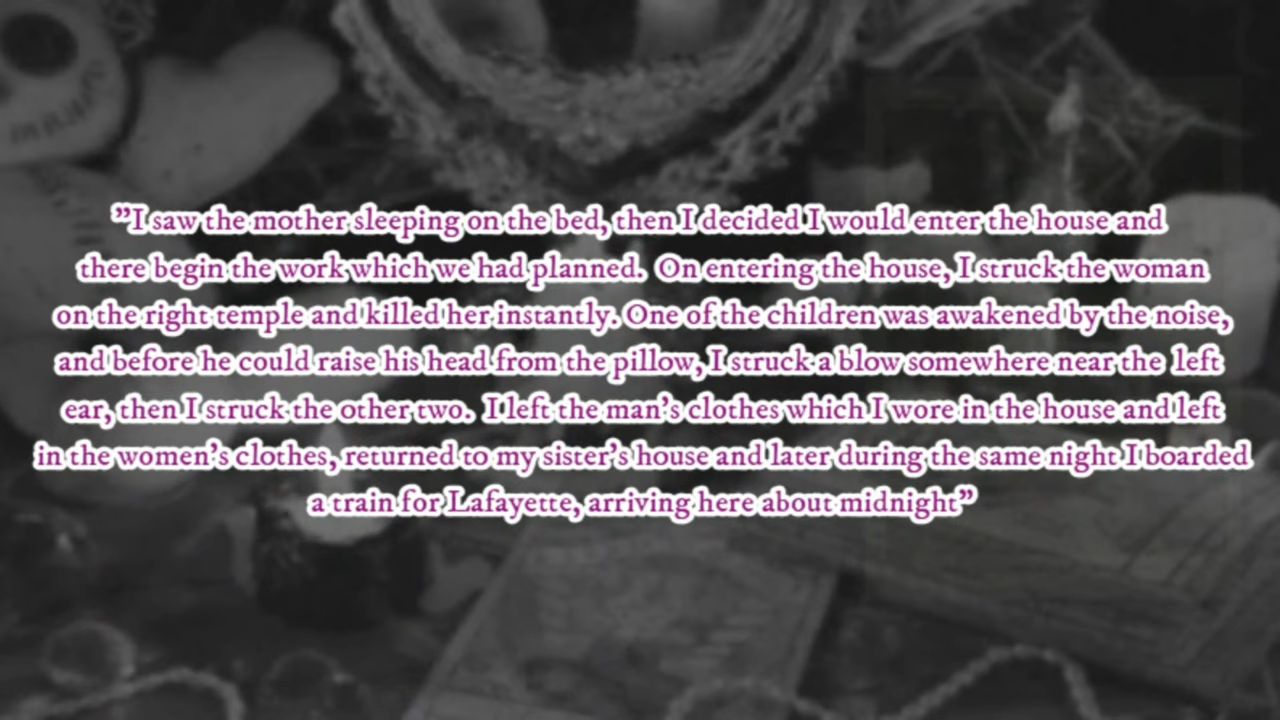 ”I saw the mother sleeping on the bed, then I decided I would enter the house and
there begin the work which we had planned. On entering the house, I struck the woman
on the right temple and killed her instantly. One of the children was awakened by the noise,
and before he could raise his head from the pillow, I struck a blow somewhere near the left
ear, then I struck the other two. I left the man’s clothes which I wore in the house and left
in the women’s clothes, returned to my sister’s house and later during the same night I boarded
a train for Lafayette, arriving here about midnight”